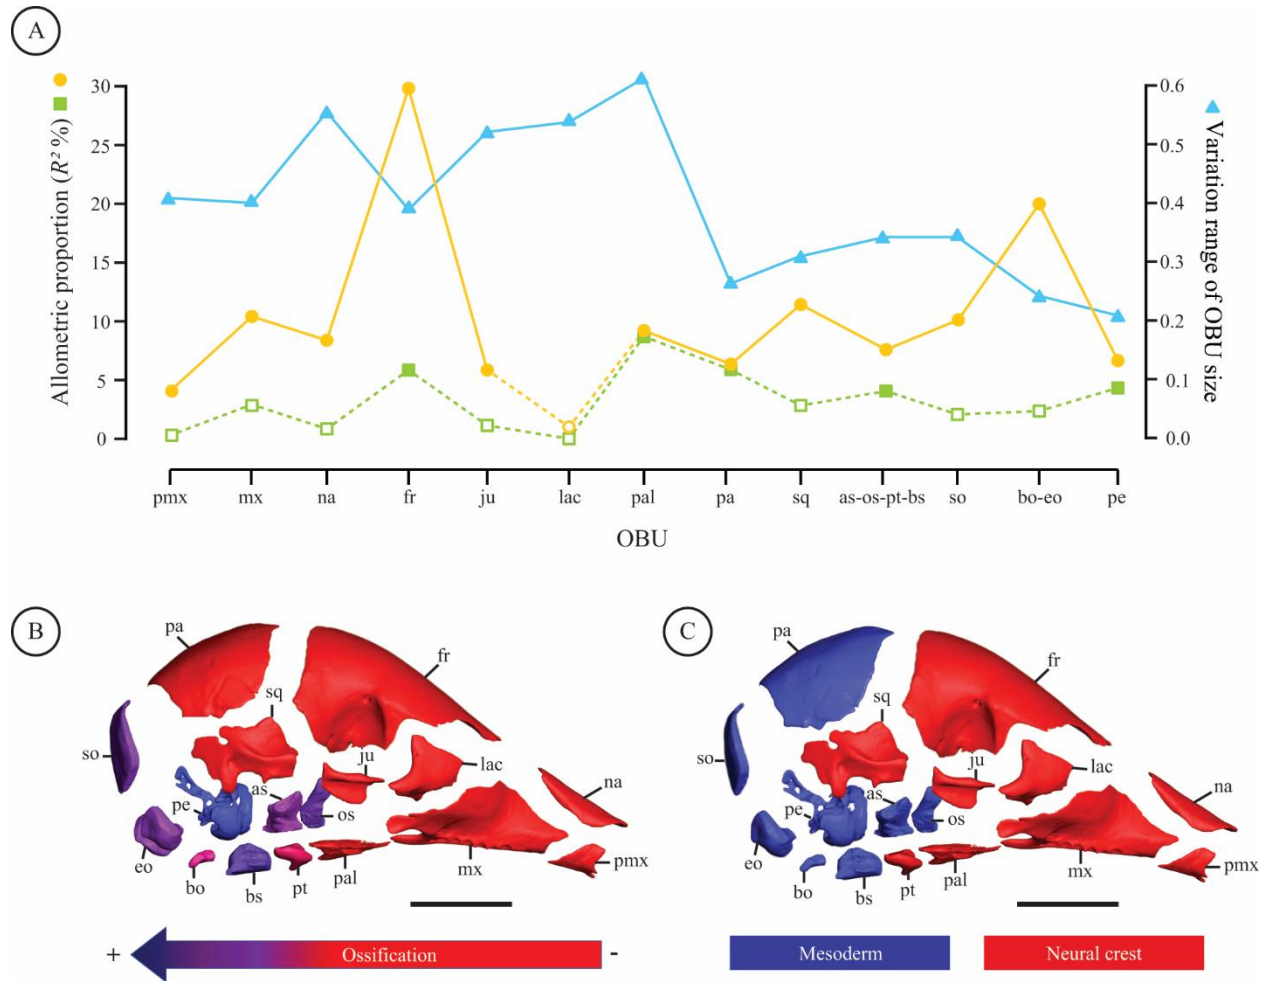 A
Allometric proportion (R² %)
30
25
20
15
10
5
0
0.6
0.5
0.4
0.3
0.2
0.1
0.0
Variation range of OBU size
pmx mx na fr ju lac pal pa sq as-os-pt-bs so bo-eo pe
OBU
B
pa
fr
sq
so
ju
lac
na
as
pe
os
eo
bo
bs
pt
pal
mx
pmx
+ Ossification -
C
pa
fr
sq
so
ju
lac
na
as
pe
os
eo
bo
bs
pt
pal
mx
pmx
Mesoderm
Neural crest